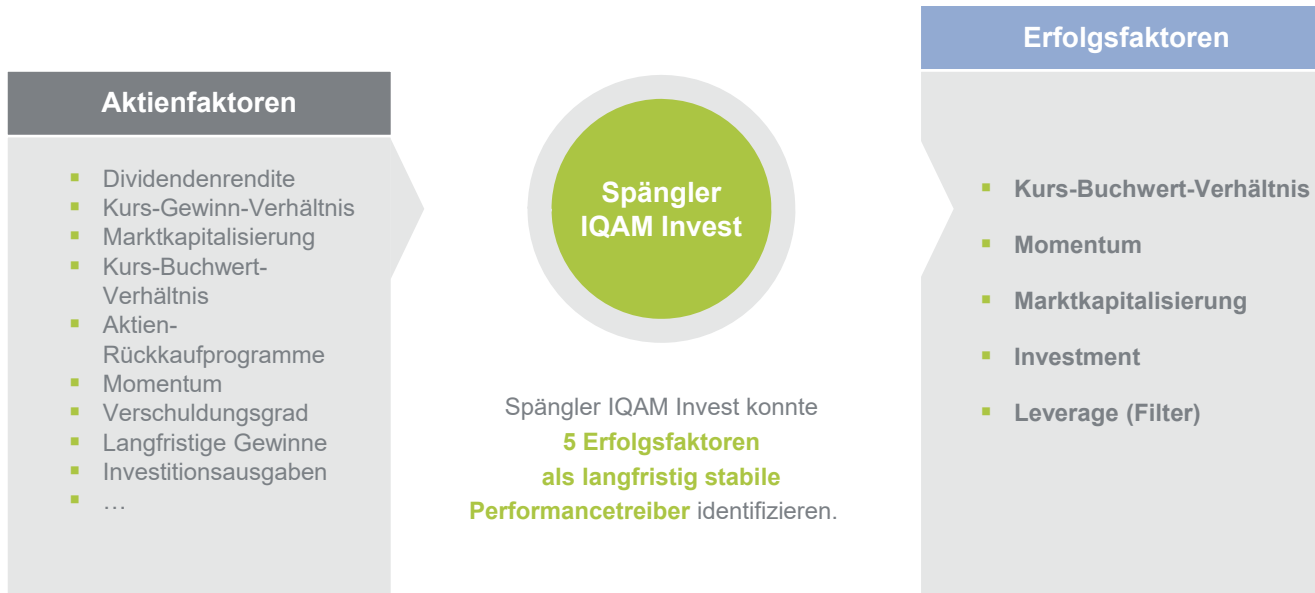 Aktienfaktoren
▪ Dividendenrendite
▪ Kurs-Gewinn-Verhältnis
▪ Marktkapitalisierung
▪ Kurs-Buchwert-
Verhältnis
▪ Aktien-
Rückkaufprogramme
▪ Momentum
▪ Verschuldungsgrad
▪ Langfristige Gewinne
▪ Investitionsausgaben
▪ …
Spängler
IQAM Invest
Spängler IQAM Invest konnte
5 Erfolgsfaktoren
als langfristig stabile
Performancetreiber identifizieren.
Erfolgsfaktoren
▪ Kurs-Buchwert-Verhältnis
▪ Momentum
▪ Marktkapitalisierung
▪ Investment
▪ Leverage (Filter)